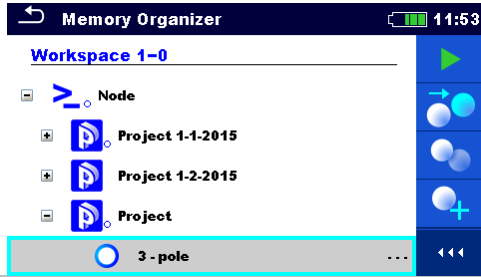 Memory Organizer 11:53
Workspace 1-0
Node
Project 1-1-2015
Project 1-2-2015
Project
3 - pole ...